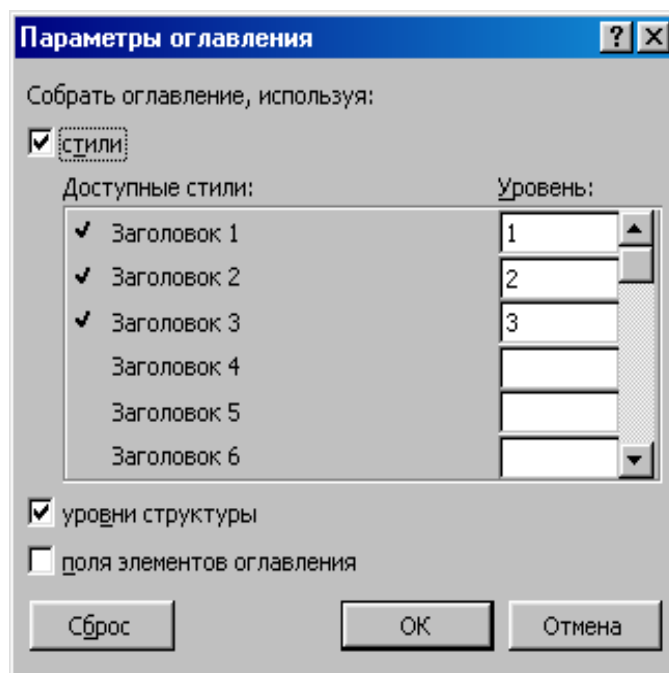 Параметры оглавления
Собрать оглавление, используя:
стили
Доступные стили: Уровень:
Заголовок 1 1
Заголовок 2 2
Заголовок 3 3
Заголовок 4
Заголовок 5
Заголовок 6
уровни структуры
поля элементов оглавления
Сброс ОК Отмена